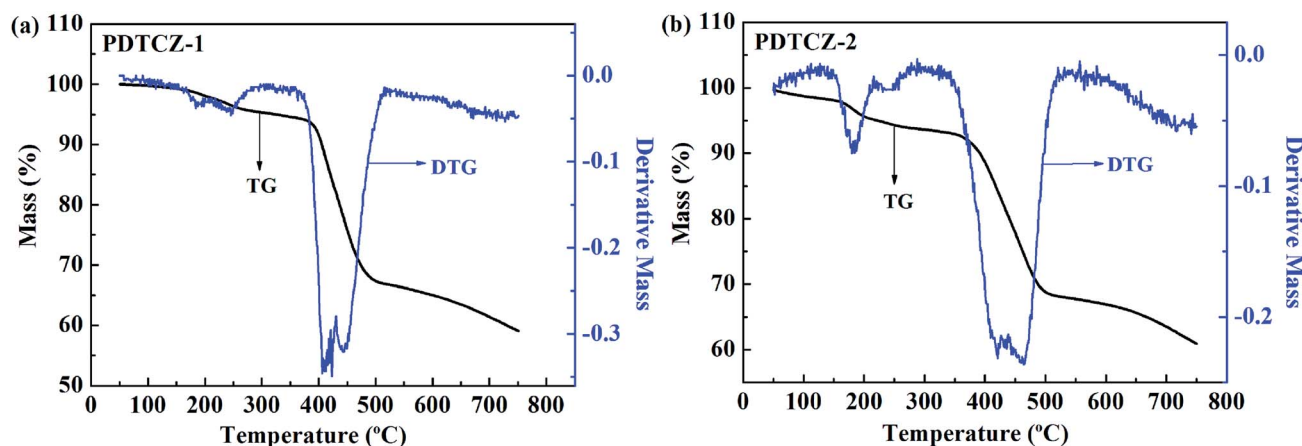 (a)
PDTCZ-1
110
100
90
80
70
60
50
Mass (%)
0 100 200 300 400 500 600 700 800
Temperature (ºC)
0.0
-0.1
-0.2
-0.3
Derivative Mass
TG
DTG
(b)
PDTCZ-2
110
100
90
80
70
60
Mass (%)
0 100 200 300 400 500 600 700 800
Temperature (ºC)
0.0
-0.1
-0.2
Derivative Mass
TG
DTG